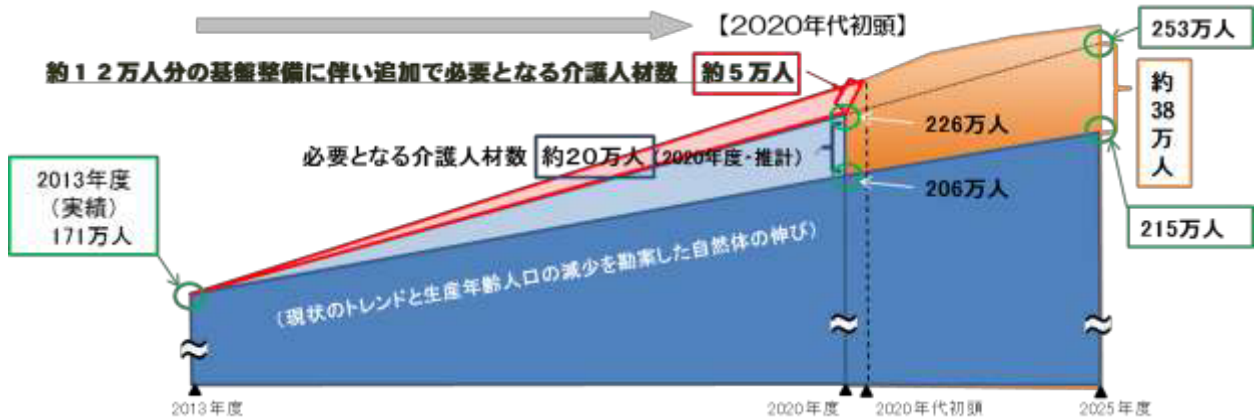 【2020年代初頭】
253万人
約12万人分の基盤整備に伴い追加で必要となる介護人材数 約5万人
約
38
万
人
226万人
必要となる介護人材数 約20万人 (2020年度・推計)
206万人
2013年度
(実績)
171万人
215万人
(現状のトレンドと生産年齢人口の減少を勘案した自然体の伸び)
2013年度
2020年度
2020年代初頭
2025年度